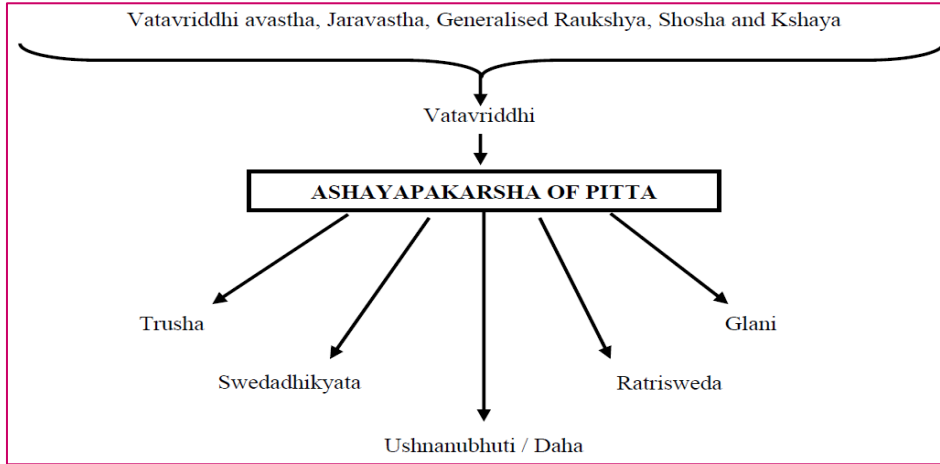 Vatavriddhi avastha, Jaravastha, Generalised Raukshya, Shosha and Kshaya
Vatavriddhi
ASHAYAPAKARSHA OF PITTA
Trusha
Glani
Swedadhikyata
Ratrisweda
Ushnanubhuti / Daha